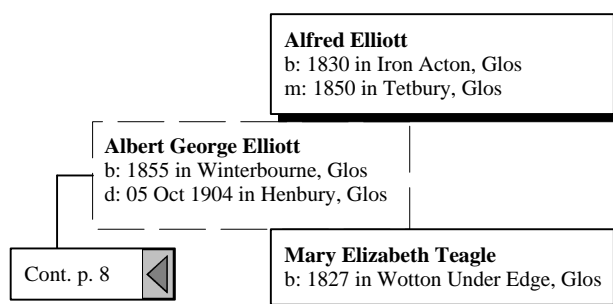 Alfred Elliott
b: 1830 in Iron Acton, Glos
m: 1850 in Tetbury, Glos
Albert George Elliott
b: 1855 in Winterbourne, Glos
d: 05 Oct 1904 in Henbury, Glos
Cont. p. 8
Mary Elizabeth Teagle
b: 1827 in Wotton Under Edge, Glos